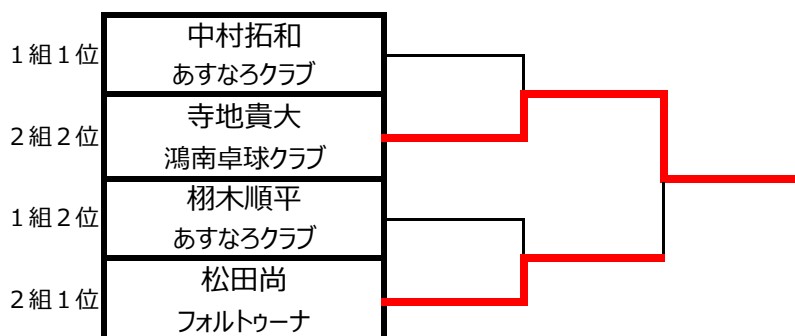 1組1位
中村拓和
あすなろクラブ
2組2位
寺地貴大
鴻南卓球クラブ
1組2位
栩木順平
あすなろクラブ
2組1位
松田尚
フォルトゥーナ